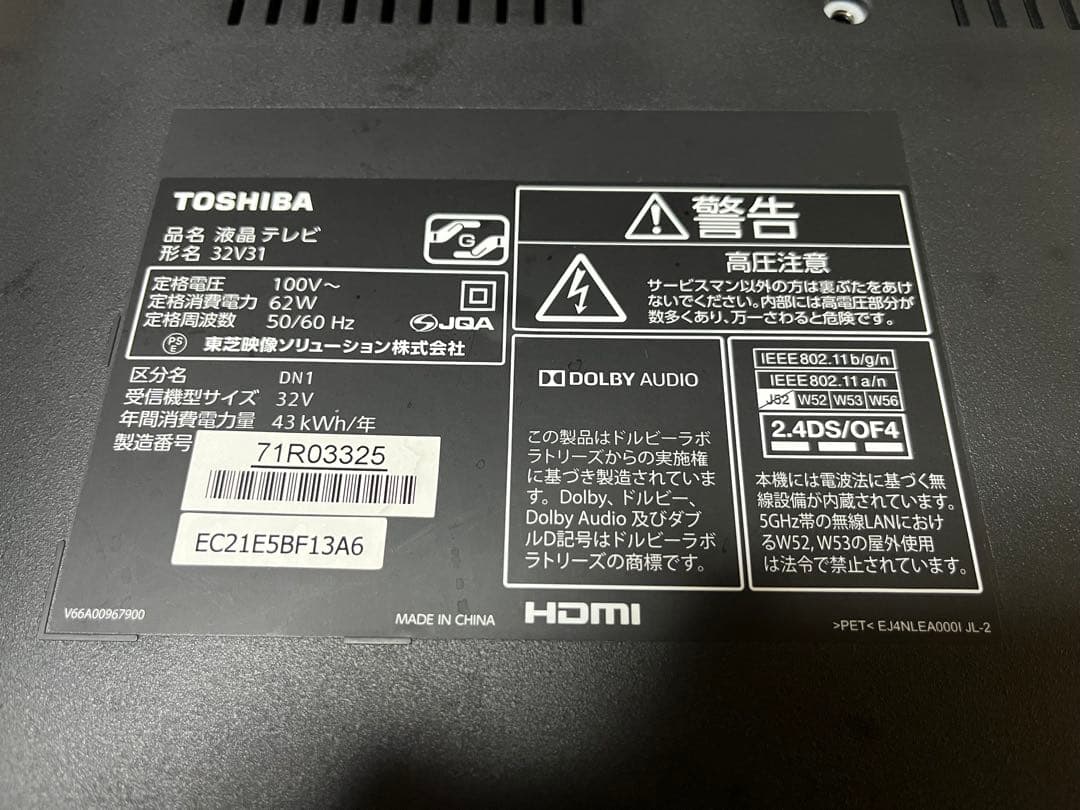 TOSHIBA
品名 液晶テレビ
形名 32V31
G
定格電圧 100V～
定格消費電力 62W
定格周波数 50/60 Hz
JQA
PS
E
東芝映像ソリューション株式会社
区分名 DN1
受信機型サイズ 32V
年間消費電力量 43kWh/年
製造番号
71R03325
EC21E5BF13A6
V66A00967900
MADE IN CHINA
警告
高圧注意
サービスマン以外の方は裏ぶたをあけ
ないでください。内部には高電圧部分が
数多くあり、万一さわると危険です。
DOLBY AUDIO
この製品はドルビーラボ
ラトリーズからの実施権
に基づき製造されていま
す。Dolby、ドルビー、
Dolby Audio 及びダブ
ルD記号はドルビーラボ
ラトリーズの商標です。
HDMI
IEEE802.11b/g/n
IEEE802.11a/n
J52 W52 W53 W56
2.4DS/OF4
本機には電波法に基づく無
線設備が内蔵されています。
5GHz帯の無線LANにおけ
るW52, W53の屋外使用
は法令で禁止されています。
>PET< EJ4NLEA000I JL-2